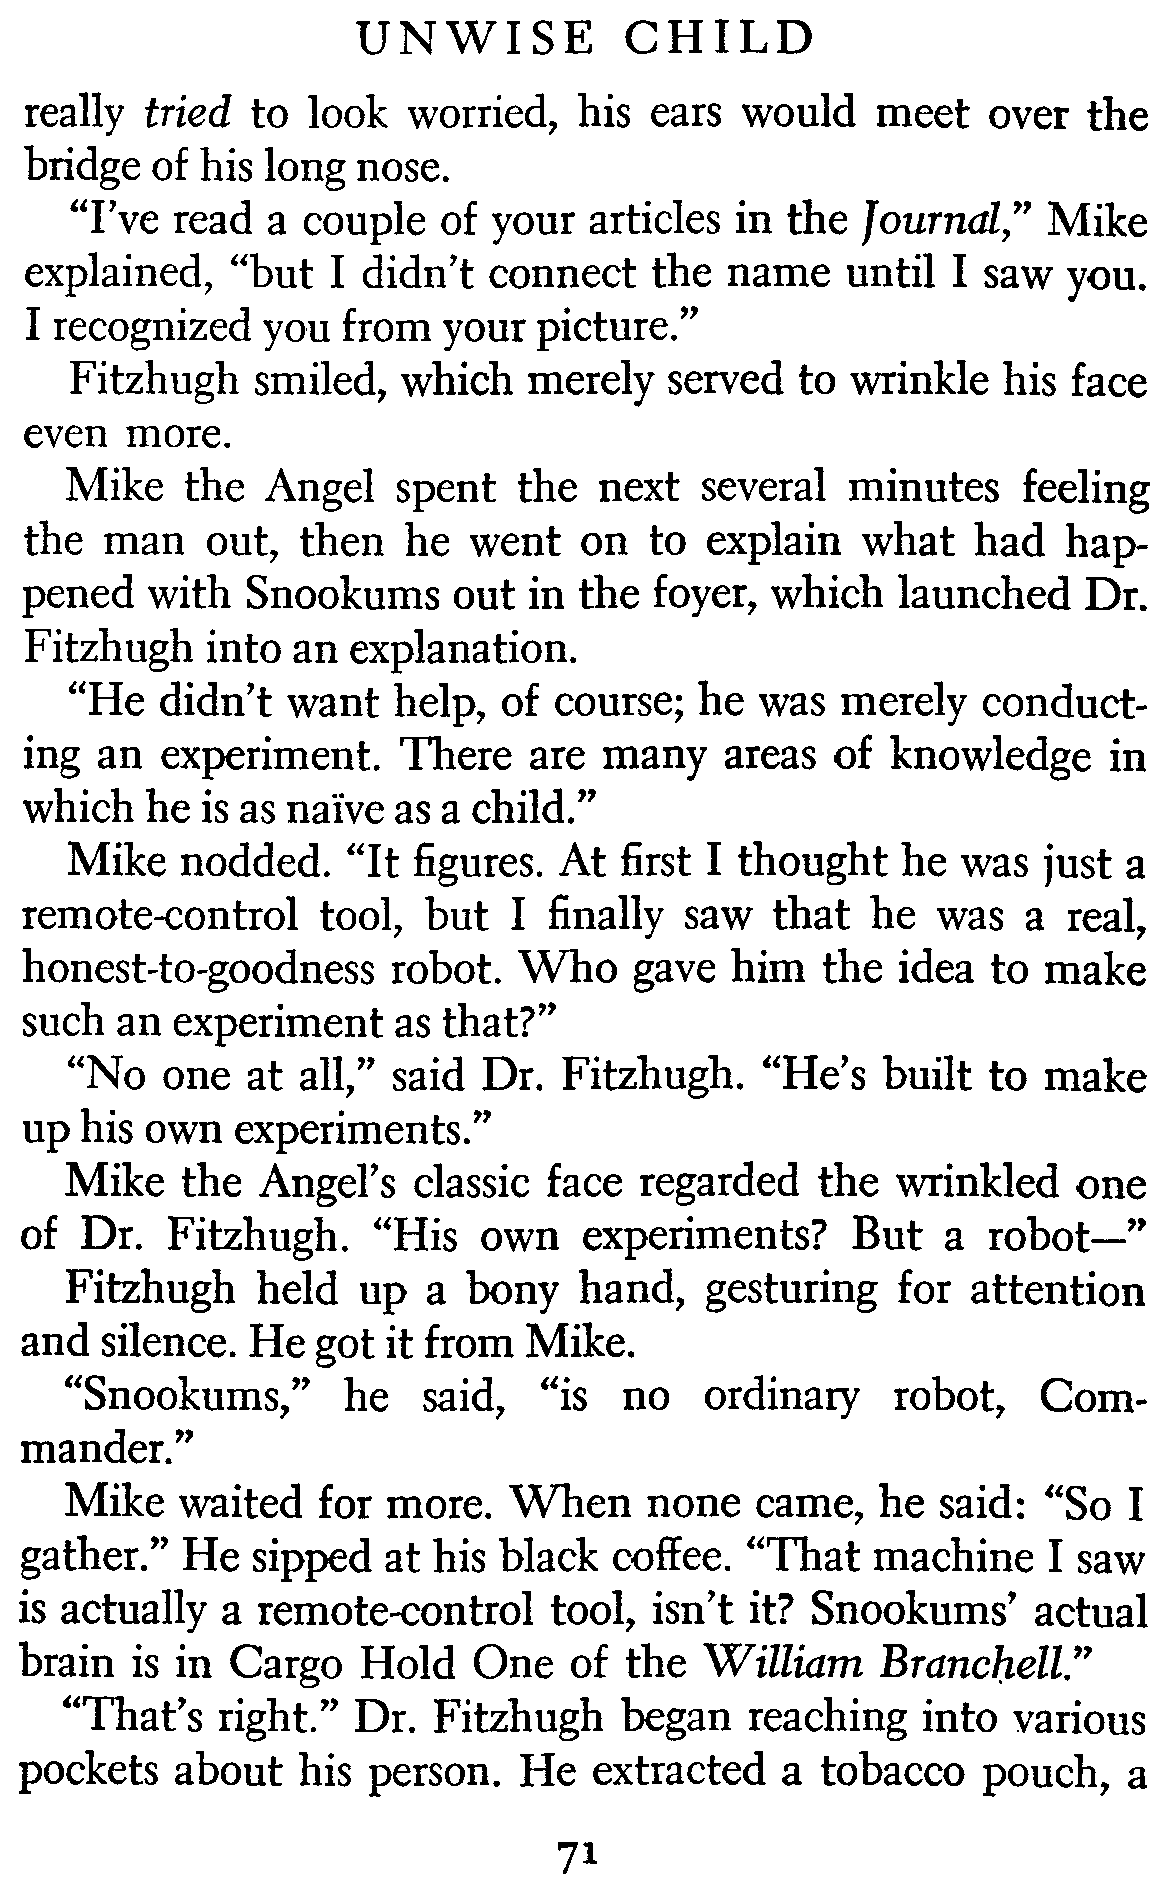 UNWISE CHILD
really tried to look worried, his ears would meet over the
bridge of his long nose.
“I’ve read a couple of your articles in the Journal,” Mike
explained, “but I didn’t connect the name until I saw you.
I recognized you from your picture.”
Fitzhugh smiled, which merely served to wrinkle his face
even more.
Mike the Angel spent the next several minutes feeling
the man out, then he went on to explain what had hap-
pened with Snookums out in the foyer, which launched Dr.
Fitzhugh into an explanation.
“He didn’t want help, of course; he was merely conduct-
ing an experiment. There are many areas of knowledge in
which he is as naïve as a child.”
Mike nodded. “It figures. At first I thought he was just a
remote-control tool, but I finally saw that he was a real,
honest-to-goodness robot. Who gave him the idea to make
such an experiment as that?”
“No one at all,” said Dr. Fitzhugh. “He’s built to make
up his own experiments.”
Mike the Angel’s classic face regarded the wrinkled one
of Dr. Fitzhugh. “His own experiments? But a robot—”
Fitzhugh held up a bony hand, gesturing for attention
and silence. He got it from Mike.
“Snookums,” he said, “is no ordinary robot, Com-
mander.”
Mike waited for more. When none came, he said: “So I
gather.” He sipped at his black coffee. “That machine I saw
is actually a remote-control tool, isn’t it? Snookums’ actual
brain is in Cargo Hold One of the William Branchell.”
“That’s right.” Dr. Fitzhugh began reaching into various
pockets about his person. He extracted a tobacco pouch, a
71